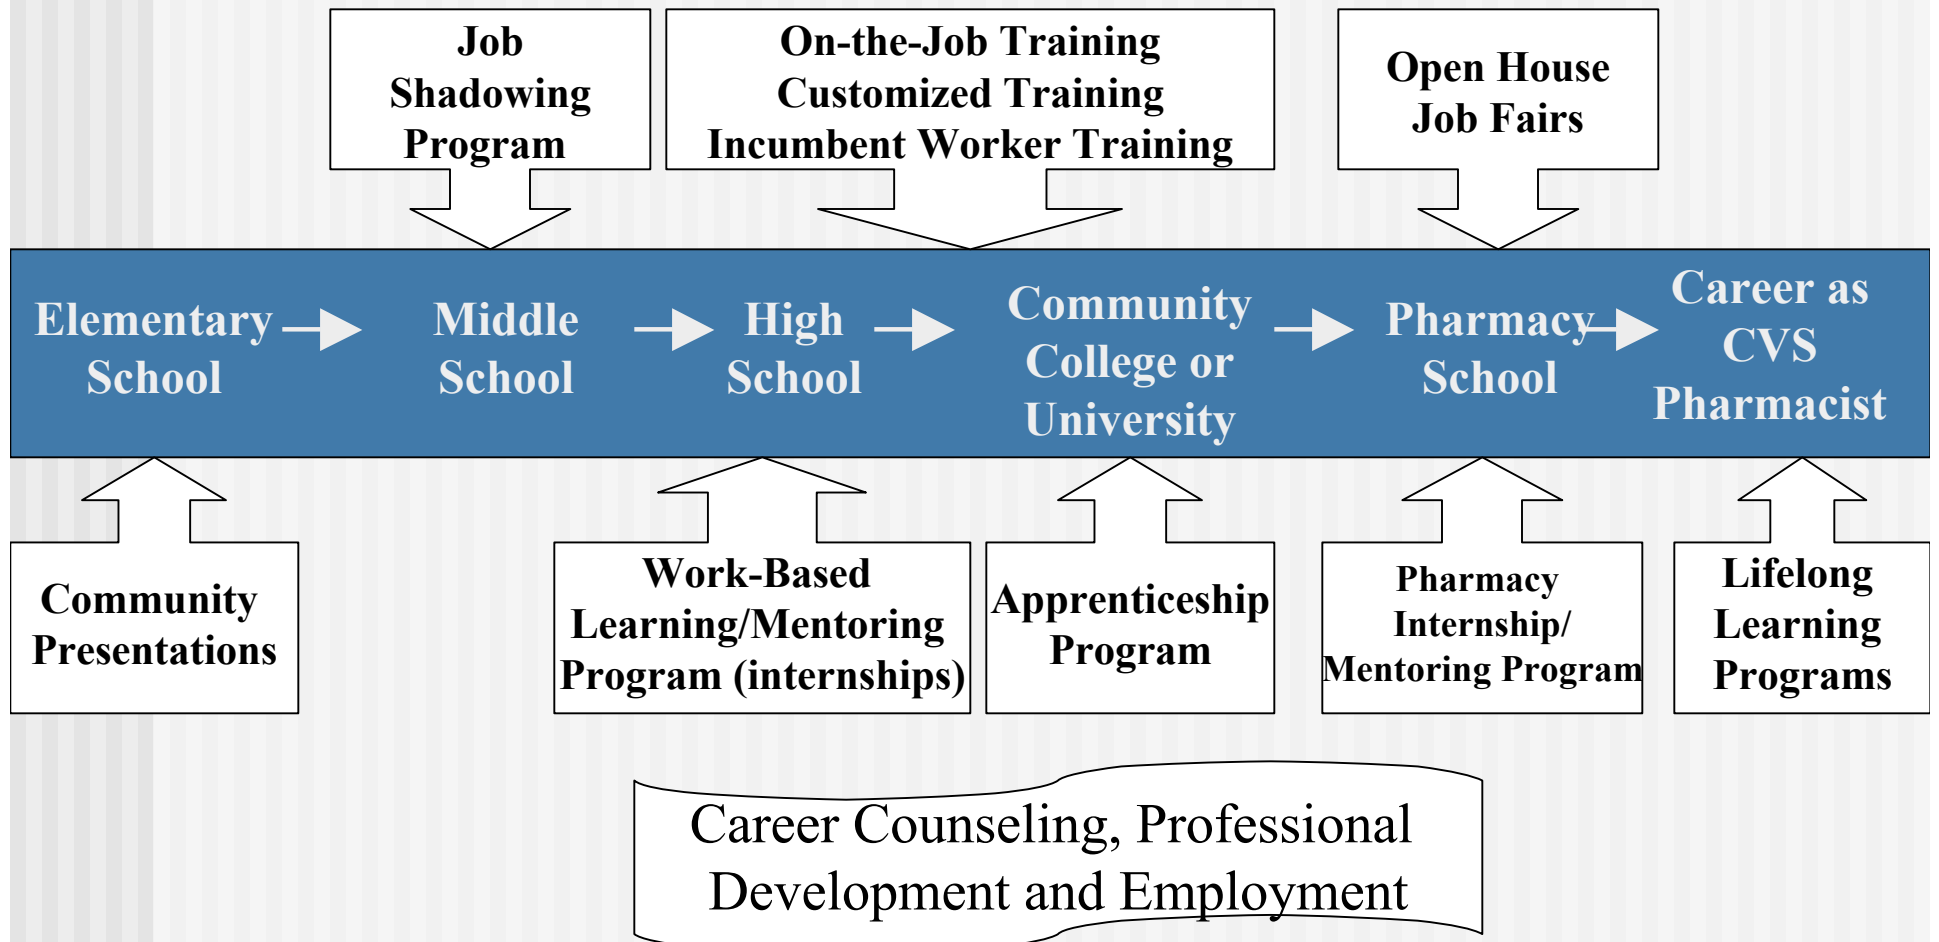 Job
Shadowing
Program
On-the-Job Training
Customized Training
Incumbent Worker Training
Open House
Job Fairs
Elementary
School
Middle
School
High
School
Community
College or
University
Pharmacy
School
Career as
CVS
Pharmacist
Community
Presentations
Work-Based
Learning/Mentoring
Program (internships)
Apprenticeship
Program
Pharmacy
Internship/
Mentoring Program
Lifelong
Learning
Programs
Career Counseling, Professional
Development and Employment